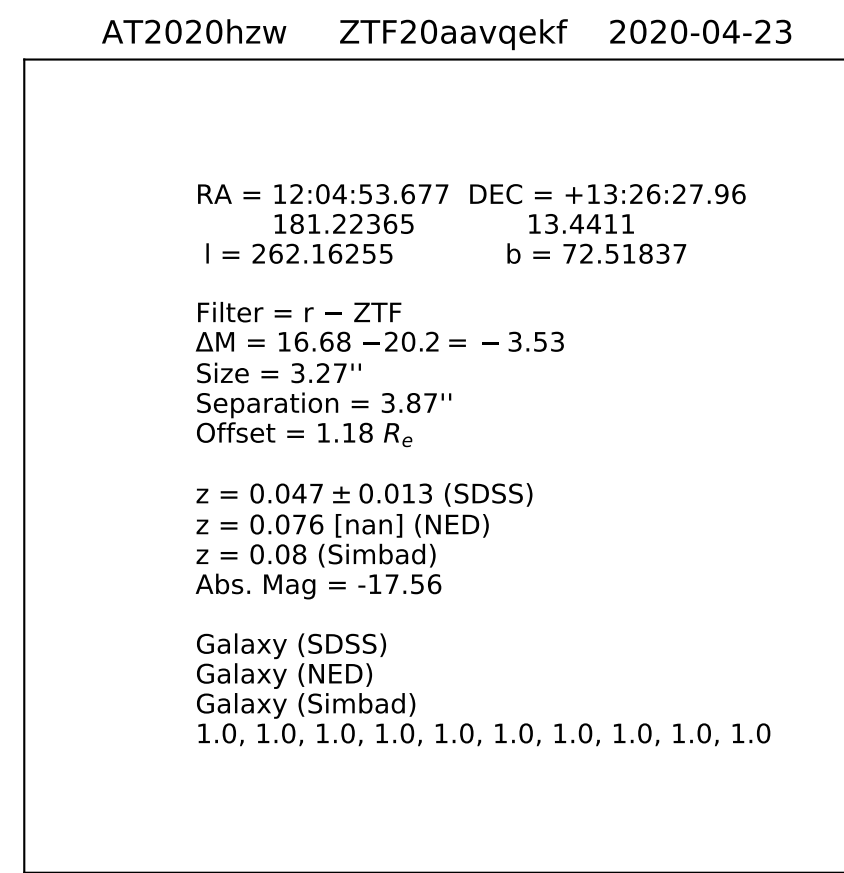 AT2020hzw ZTF20aavqekf 2020-04-23
RA = 12:04:53.677 DEC = +13:26:27.96
181.22365 13.4411
l = 262.16255 b = 72.51837
Filter = r − ZTF
ΔM = 16.68 −20.2 = − 3.53
Size = 3.27''
Separation = 3.87''
Offset = 1.18 Rₑ
z = 0.047 ± 0.013 (SDSS)
z = 0.076 [nan] (NED)
z = 0.08 (Simbad)
Abs. Mag = -17.56
Galaxy (SDSS)
Galaxy (NED)
Galaxy (Simbad)
1.0, 1.0, 1.0, 1.0, 1.0, 1.0, 1.0, 1.0, 1.0, 1.0